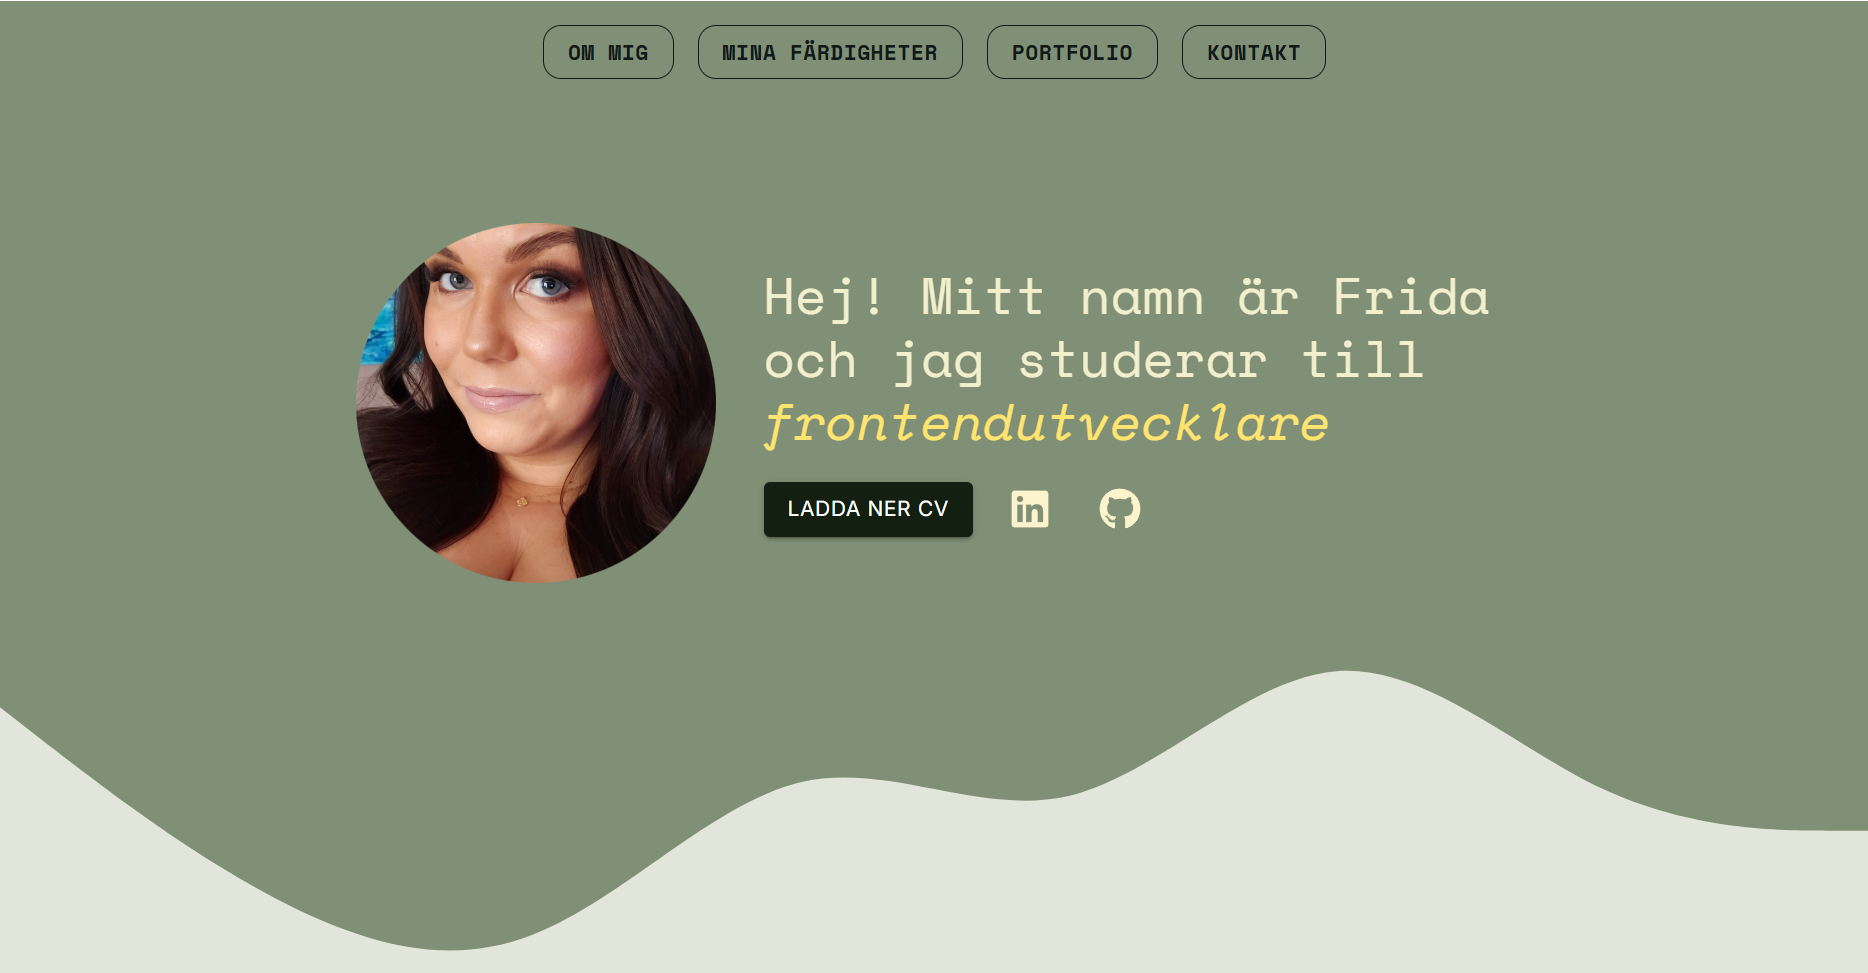 OM MIG
MINA FÄRDIGHETER
PORTFOLIO
KONTAKT
Hej! Mitt namn är Frida
och jag studerar till
frontendutvecklare
LADDA NER CV
in